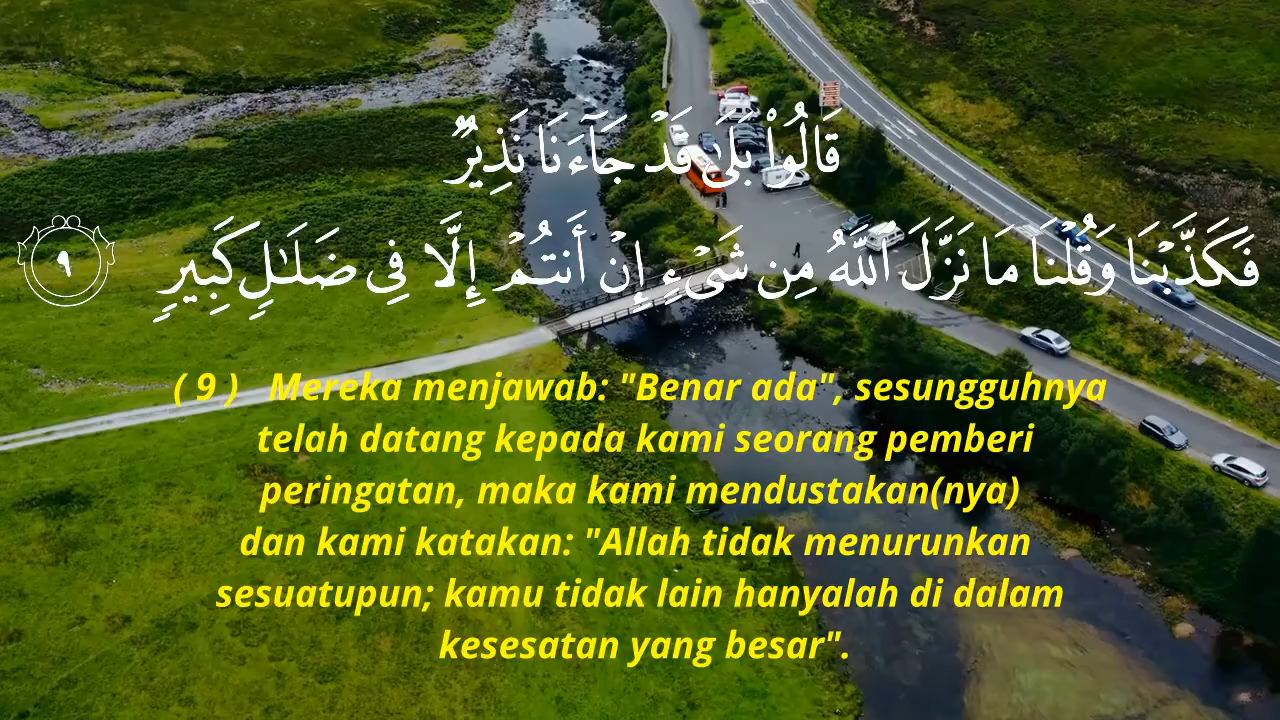 قَالُوا۟ بَلَىٰ قَدْ جَآءَنَا نَذِيرٌ
فَكَذَّبْنَا وَقُلْنَا مَا نَزَّلَ ٱللَّهُ مِن شَىْءٍ إِنْ أَنتُمْ إِلَّا فِى ضَلَـٰلٍ كَبِيرٍ ٩
( 9 ) Mereka menjawab: "Benar ada", sesungguhnya
telah datang kepada kami seorang pemberi
peringatan, maka kami mendustakan(nya)
dan kami katakan: "Allah tidak menurunkan
sesuatupun; kamu tidak lain hanyalah di dalam
kesesatan yang besar".